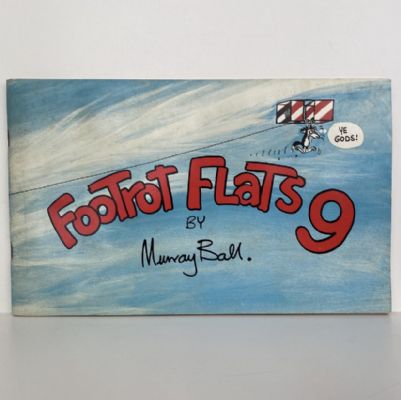 YE
GODS!
FOOTROT FLATS 9
BY
Murray Ball.